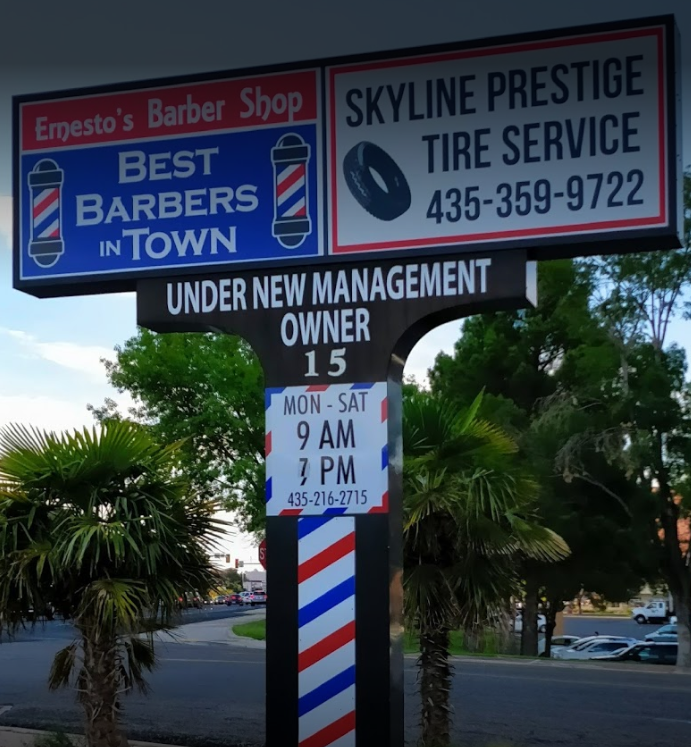 Ernesto's Barber Shop
BEST
BARBERS
IN TOWN
SKYLINE PRESTIGE
TIRE SERVICE
435-359-9722
UNDER NEW MANAGEMENT
OWNER
15
MON - SAT
9 AM
7 PM
435-216-2715